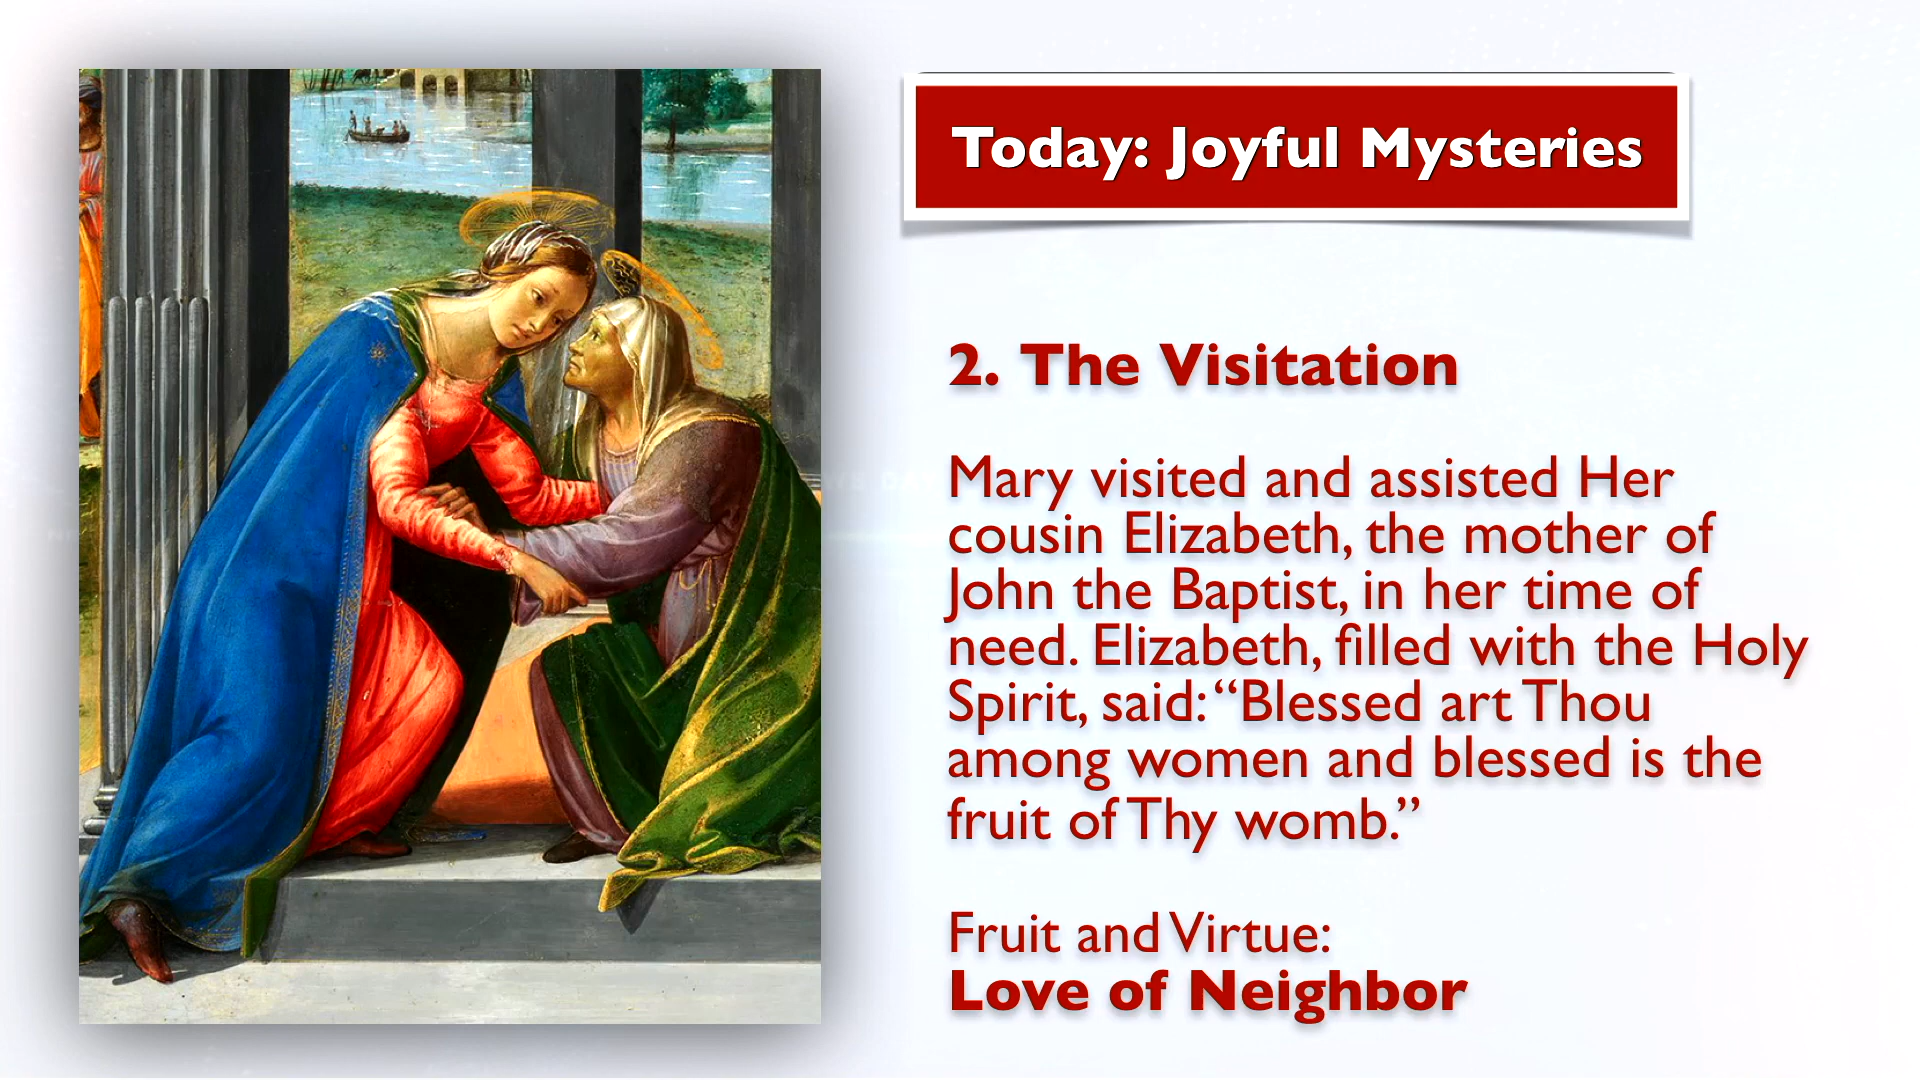 Today: Joyful Mysteries
2. The Visitation
Mary visited and assisted Her
cousin Elizabeth, the mother of
John the Baptist, in her time of
need. Elizabeth, filled with the Holy
Spirit, said: “Blessed art Thou
among women and blessed is the
fruit of Thy womb.”
Fruit and Virtue:
Love of Neighbor